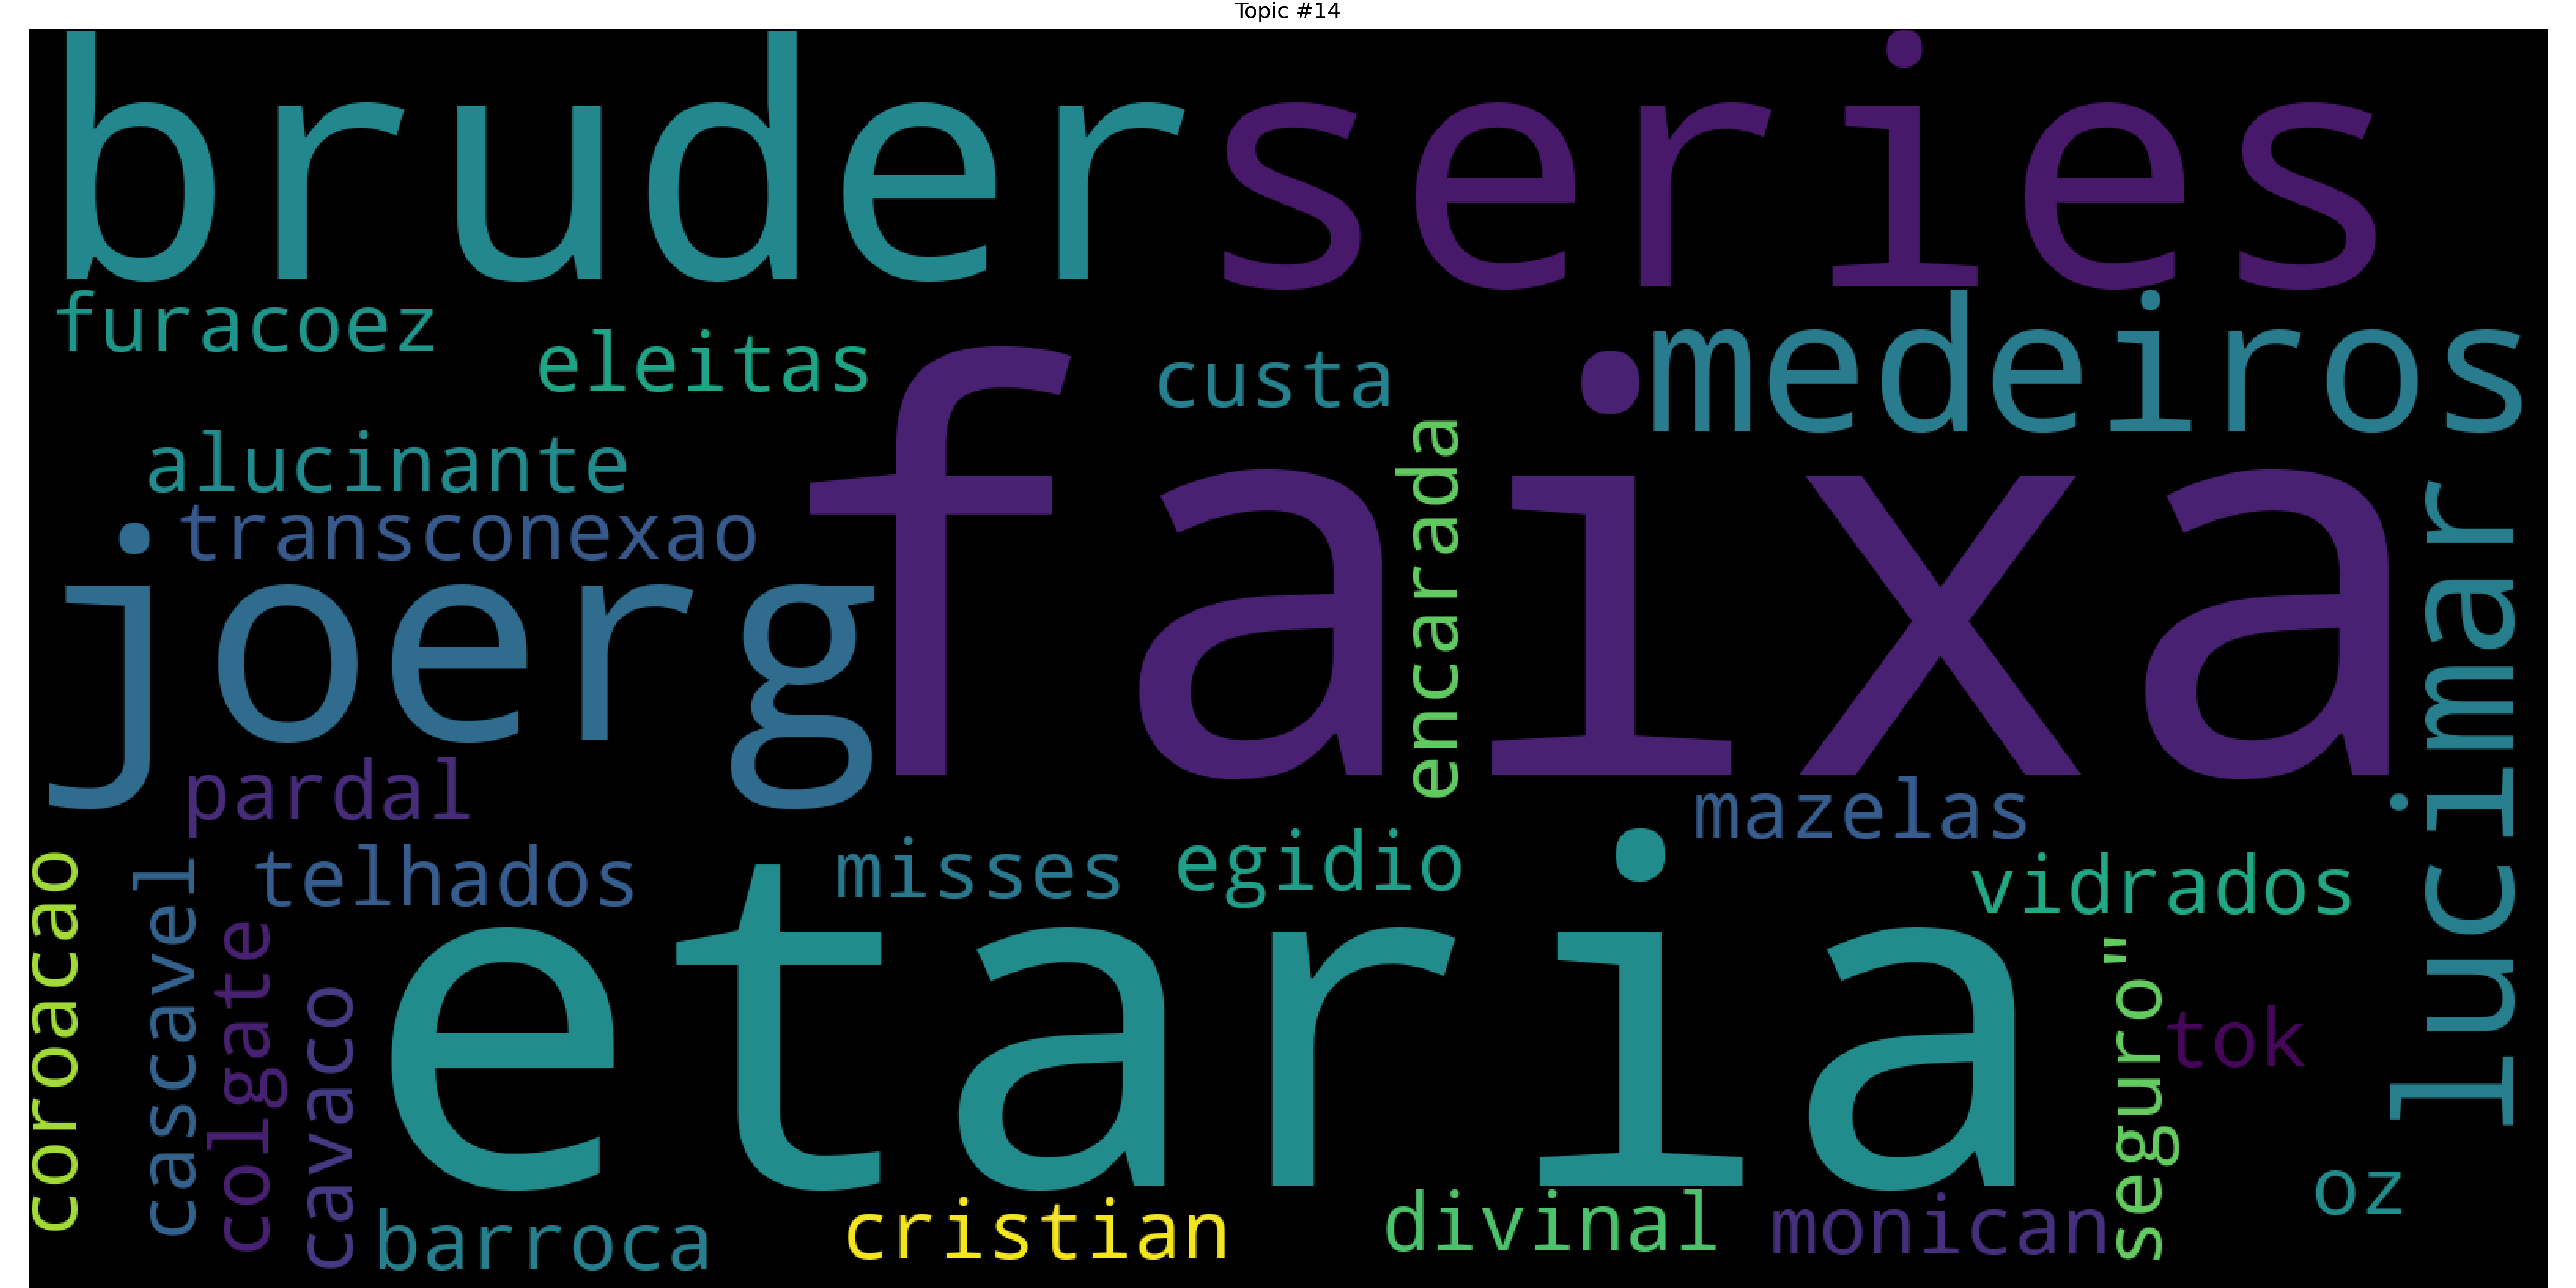 Topic #14
bruder
series
furacoez
eleitas
custa
medeiros
alucinante
encarada
transconexao
joerg
faixa
lucimar
pardal
mazelas
coroacao
cascavel
telhados
misses
egidio
vidrados
colgate
cavaco
etaria
seguro"
tok
oz
barroca
cristian
divinal
monican